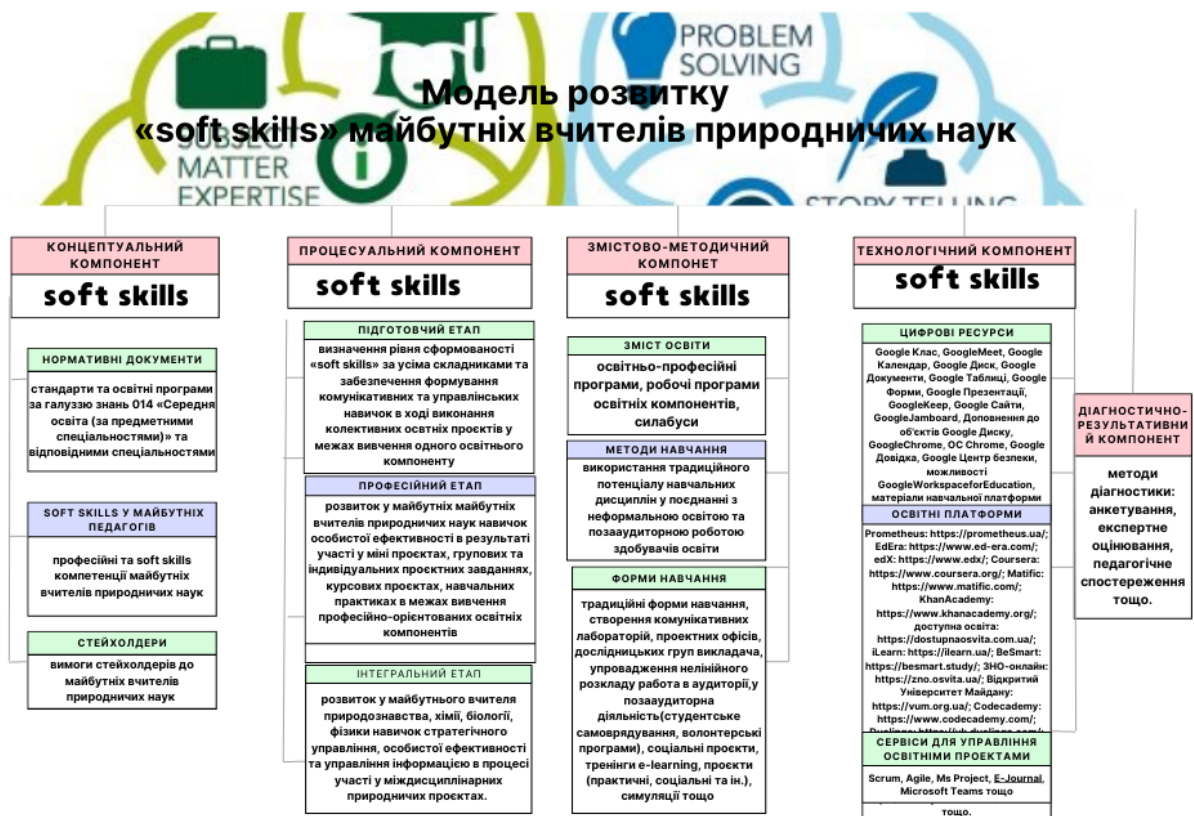 PROBLEM
SOLVING
Модель розвитку
«soft skills» майбутніх вчителів природничих наук
SUBJECT
MATTER
EXPERTISE
STORY TELLING
КОНЦЕПТУАЛЬНИЙ
КОМПОНЕНТ
soft skills
НОРМАТИВНІ ДОКУМЕНТИ
стандарти та освітні програми
за галуззю знань 014 «Середня
освіта (за предметними
спеціальностями)» та
відповідними спеціальностями
SOFT SKILLS У МАЙБУТНІХ
ПЕДАГОГІВ
професійні та soft skills
компетенції майбутніх
вчителів природничих наук
СТЕЙХОЛДЕРИ
вимоги стейхолдерів до
майбутніх вчителів
природничих наук
ПРОЦЕСУАЛЬНИЙ КОМПОНЕНТ
soft skills
ПІДГОТОВЧИЙ ЕТАП
визначення рівня сформованості
«soft skills» за усіма складниками та
забезпечення формування
комунікативних та управлінських
навичок в ході виконання
колективних освтніх проєктів у
межах вивчення одного освітнього
компоненту
ПРОФЕСІЙНИЙ ЕТАП
розвиток у майбутніх майбутніх
вчителів природничих наук навичок
особистої ефективності в результаті
участі у міні проєктах, групових та
індивідуальних проєктних завданнях,
курсових проєктах, навчальних
практиках в межах вивчення
професійно-орієнтованих освітніх
компонентів
ІНТЕГРАЛЬНИЙ ЕТАП
розвиток у майбутнього вчителя
природознавства, хімії, біології,
фізики навичок стратегічного
управління, особистої ефективності
та управління інформацією в процесі
участі у міждисциплінарних
природничих проєктах.
ЗМІСТОВО-МЕТОДИЧНИЙ
КОМПОНЕТ
soft skills
ЗМІСТ ОСВІТИ
освітньо-професійні
програми, робочі програми
освітніх компонентів,
силабуси
МЕТОДИ НАВЧАННЯ
використання традиційного
потенціалу навчальних
дисциплін у поєднанні з
неформальною освітою та
позааудиторною роботою
здобувачів освіти
ФОРМИ НАВЧАННЯ
традиційні форми навчання,
створення комунікативних
лабораторій, проектних офісів,
дослідницьких груп викладача,
упровадження нелінійного
розкладу работа в аудиторії,у
позааудиторна
діяльність(студентське
самоврядування, волонтерські
програми), соціальні проєкти,
тренінги e-learning, проєкти
(практичні, соціальні та ін.),
симуляції тощо
ТЕХНОЛОГІЧНИЙ КОМПОНЕНТ
soft skills
ЦИФРОВІ РЕСУРСИ
Google Клас, GoogleMeet, Google
Календар, Google Диск, Google
Документи, Google Таблиці, Google
Форми, Google Презентації,
GoogleKeep, Google Сайти,
GoogleJamboard, Доповнення до
об'єктів Google Диску,
GoogleChrome, ОС Chrome, Google
Довідка, Google Центр безпеки,
можливості
GoogleWorkspaceforEducation,
матеріали навчальної платформи
ОСВІТНІ ПЛАТФОРМИ
Prometheus: https://prometheus.ua/;
EdEra: https://www.ed-era.com/;
edX: https://www.edx/; Coursera:
https://www.coursera.org/; Matific:
https://www.matific.com/;
KhanAcademy:
https://www.khanacademy.org/;
доступна освіта:
https://dostupnaosvita.com.ua/;
iLearn: https://ilearn.ua/; BeSmart:
https://besmart.study/; ЗНО-онлайн:
https://zno.osvita.ua/; Відкритий
Університет Майдану:
https://vum.org.ua/; Codecademy:
https://www.codecademy.com/;
СЕРВІСИ ДЛЯ УПРАВЛІННЯ
ОСВІТНІМИ ПРОЕКТАМИ
Scrum, Agile, Ms Project, E-Journal,
Microsoft Teams тощо
тощо.
ДІАГНОСТИЧНО-
РЕЗУЛЬТАТИВНИ
Й КОМПОНЕНТ
методи
діагностики:
анкетування,
експертне
оцінювання,
педагогічне
спостереження
тощо.